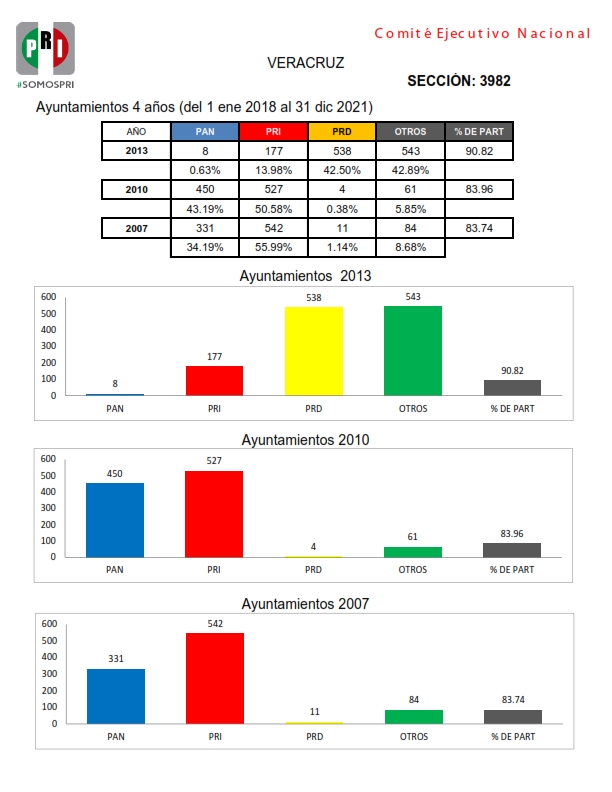 Comité Ejecutivo Nacional
PRI
#SOMOSPRI
VERACRUZ
SECCIÓN: 3982
Ayuntamientos 4 años (del 1 ene 2018 al 31 dic 2021)
AÑO PAN PRI PRD OTROS % DE PART
2013 8 177 538 543 90.82
0.63% 13.98% 42.50% 42.89%
2010 450 527 4 61 83.96
43.19% 50.58% 0.38% 5.85%
2007 331 542 11 84 83.74
34.19% 55.99% 1.14% 8.68%
Ayuntamientos 2013
600
500
400
300
200
100
0
8 177 538 543 90.82
PAN PRI PRD OTROS % DE PART
Ayuntamientos 2010
600
500
400
300
200
100
0
450 527 4 61 83.96
PAN PRI PRD OTROS % DE PART
Ayuntamientos 2007
600
500
400
300
200
100
0
331 542 11 84 83.74
PAN PRI PRD OTROS % DE PART